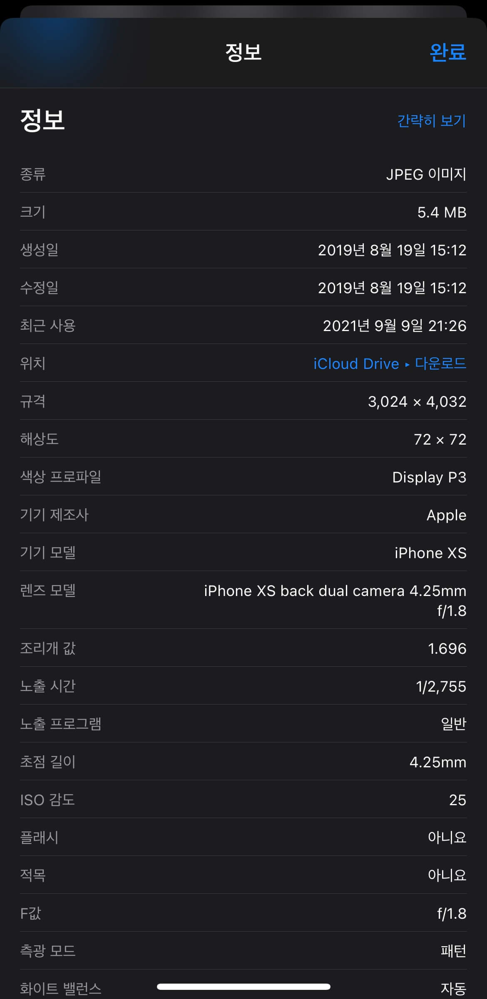 정보
완료
정보
간략히 보기
종류 JPEG 이미지
크기 5.4 MB
생성일 2019년 8월 19일 15:12
수정일 2019년 8월 19일 15:12
최근 사용 2021년 9월 9일 21:26
위치 iCloud Drive ▸ 다운로드
규격 3,024 × 4,032
해상도 72 × 72
색상 프로파일 Display P3
기기 제조사 Apple
기기 모델 iPhone XS
렌즈 모델 iPhone XS back dual camera 4.25mm
f/1.8
조리개 값 1.696
노출 시간 1/2,755
노출 프로그램 일반
초점 길이 4.25mm
ISO 감도 25
플래시 아니요
적목 아니요
F값 f/1.8
측광 모드 패턴
화이트 밸런스 자동